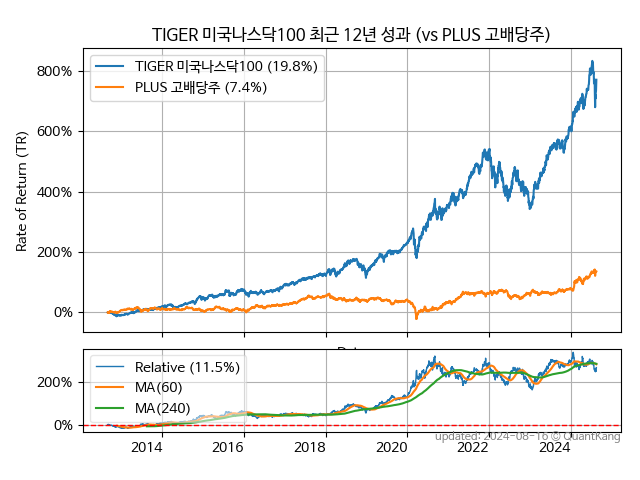 TIGER 미국나스닥100 최근 12년 성과 (vs PLUS 고배당주)
TIGER 미국나스닥100 (19.8%)
PLUS 고배당주 (7.4%)
Rate of Return (TR)
800%
600%
400%
200%
0%
Relative (11.5%)
MA(60)
MA(240)
200%
0%
2014 2016 2018 2020 2022 2024
updated: 2024-08-16 © QuantKang